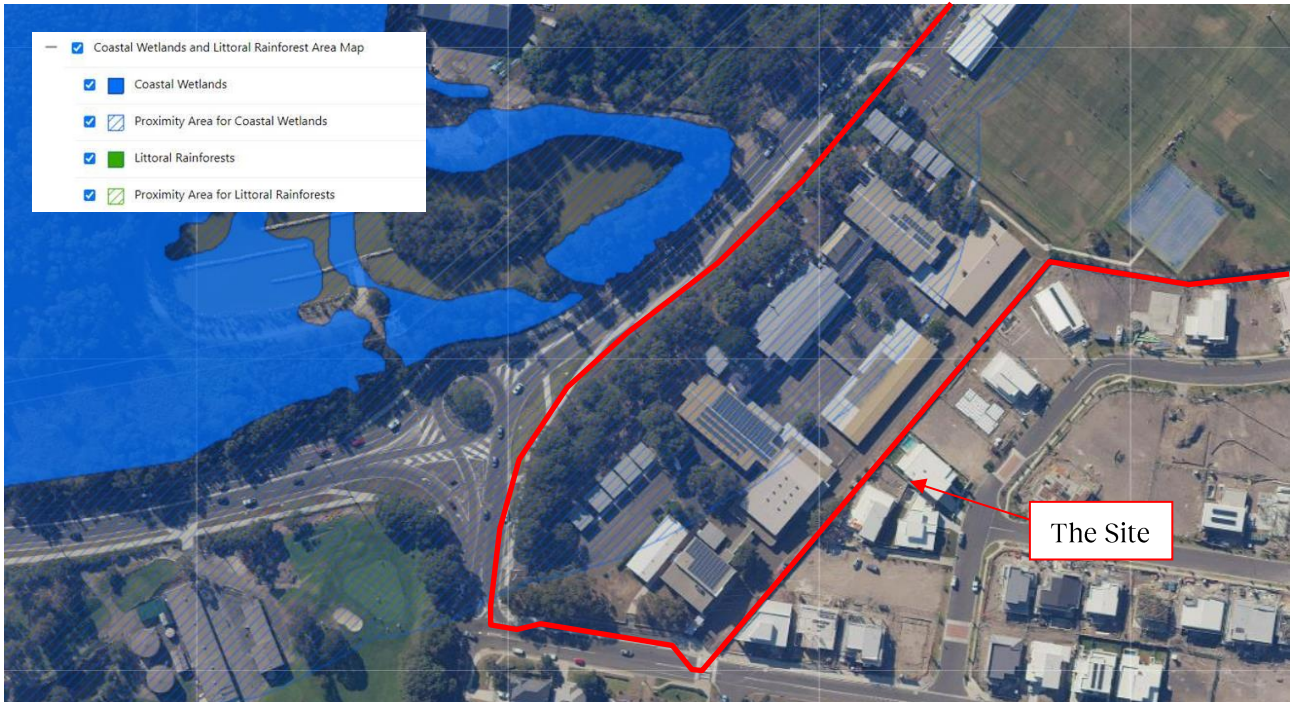 Coastal Wetlands and Littoral Rainforest Area Map
Coastal Wetlands
Proximity Area for Coastal Wetlands
Littoral Rainforests
Proximity Area for Littoral Rainforests
The Site